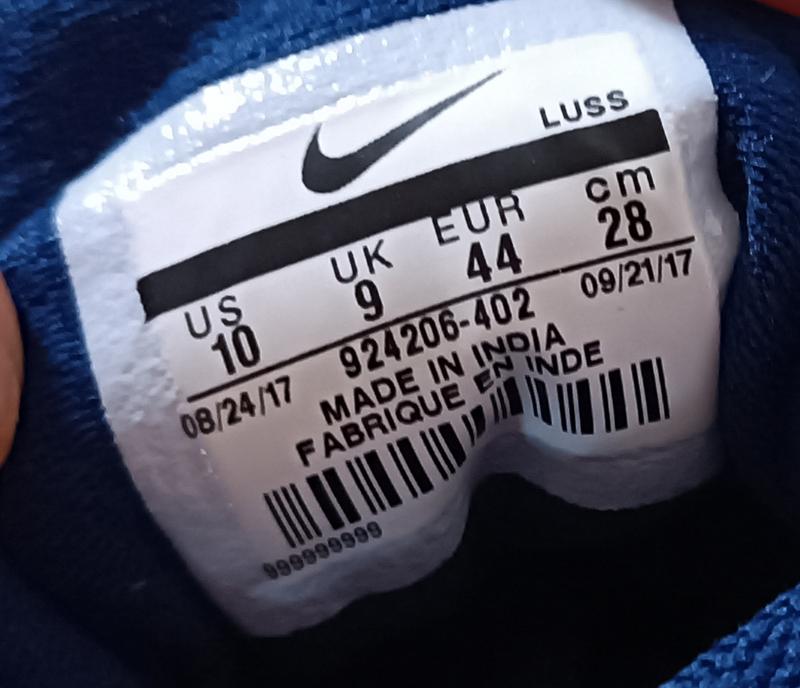 LUSS
US UK EUR cm
10 9 44 28
08/24/17 924206-402 09/21/17
MADE IN INDIA
FABRIQUE EN INDE
999999999